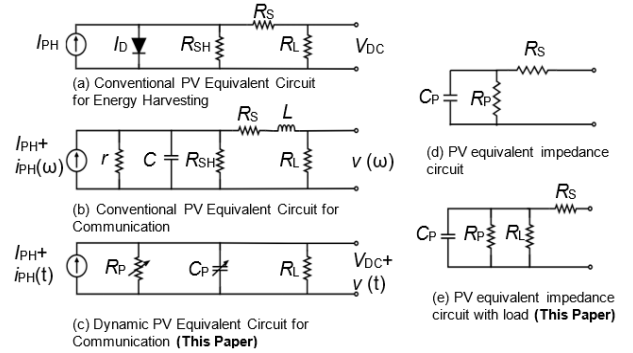 IPH ID RSH RS RL VDC
(a) Conventional PV Equivalent Circuit
for Energy Harvesting
IPH+
iPH(ω) r C RSH RS L RL v (ω)
(b) Conventional PV Equivalent Circuit for
Communication
IPH+
iPH(t) RP CP RL VDC+
v (t)
(c) Dynamic PV Equivalent Circuit for
Communication (This Paper)
RS
CP RP
(d) PV equivalent impedance
circuit
RS
CP RP RL
(e) PV equivalent impedance
circuit with load (This Paper)